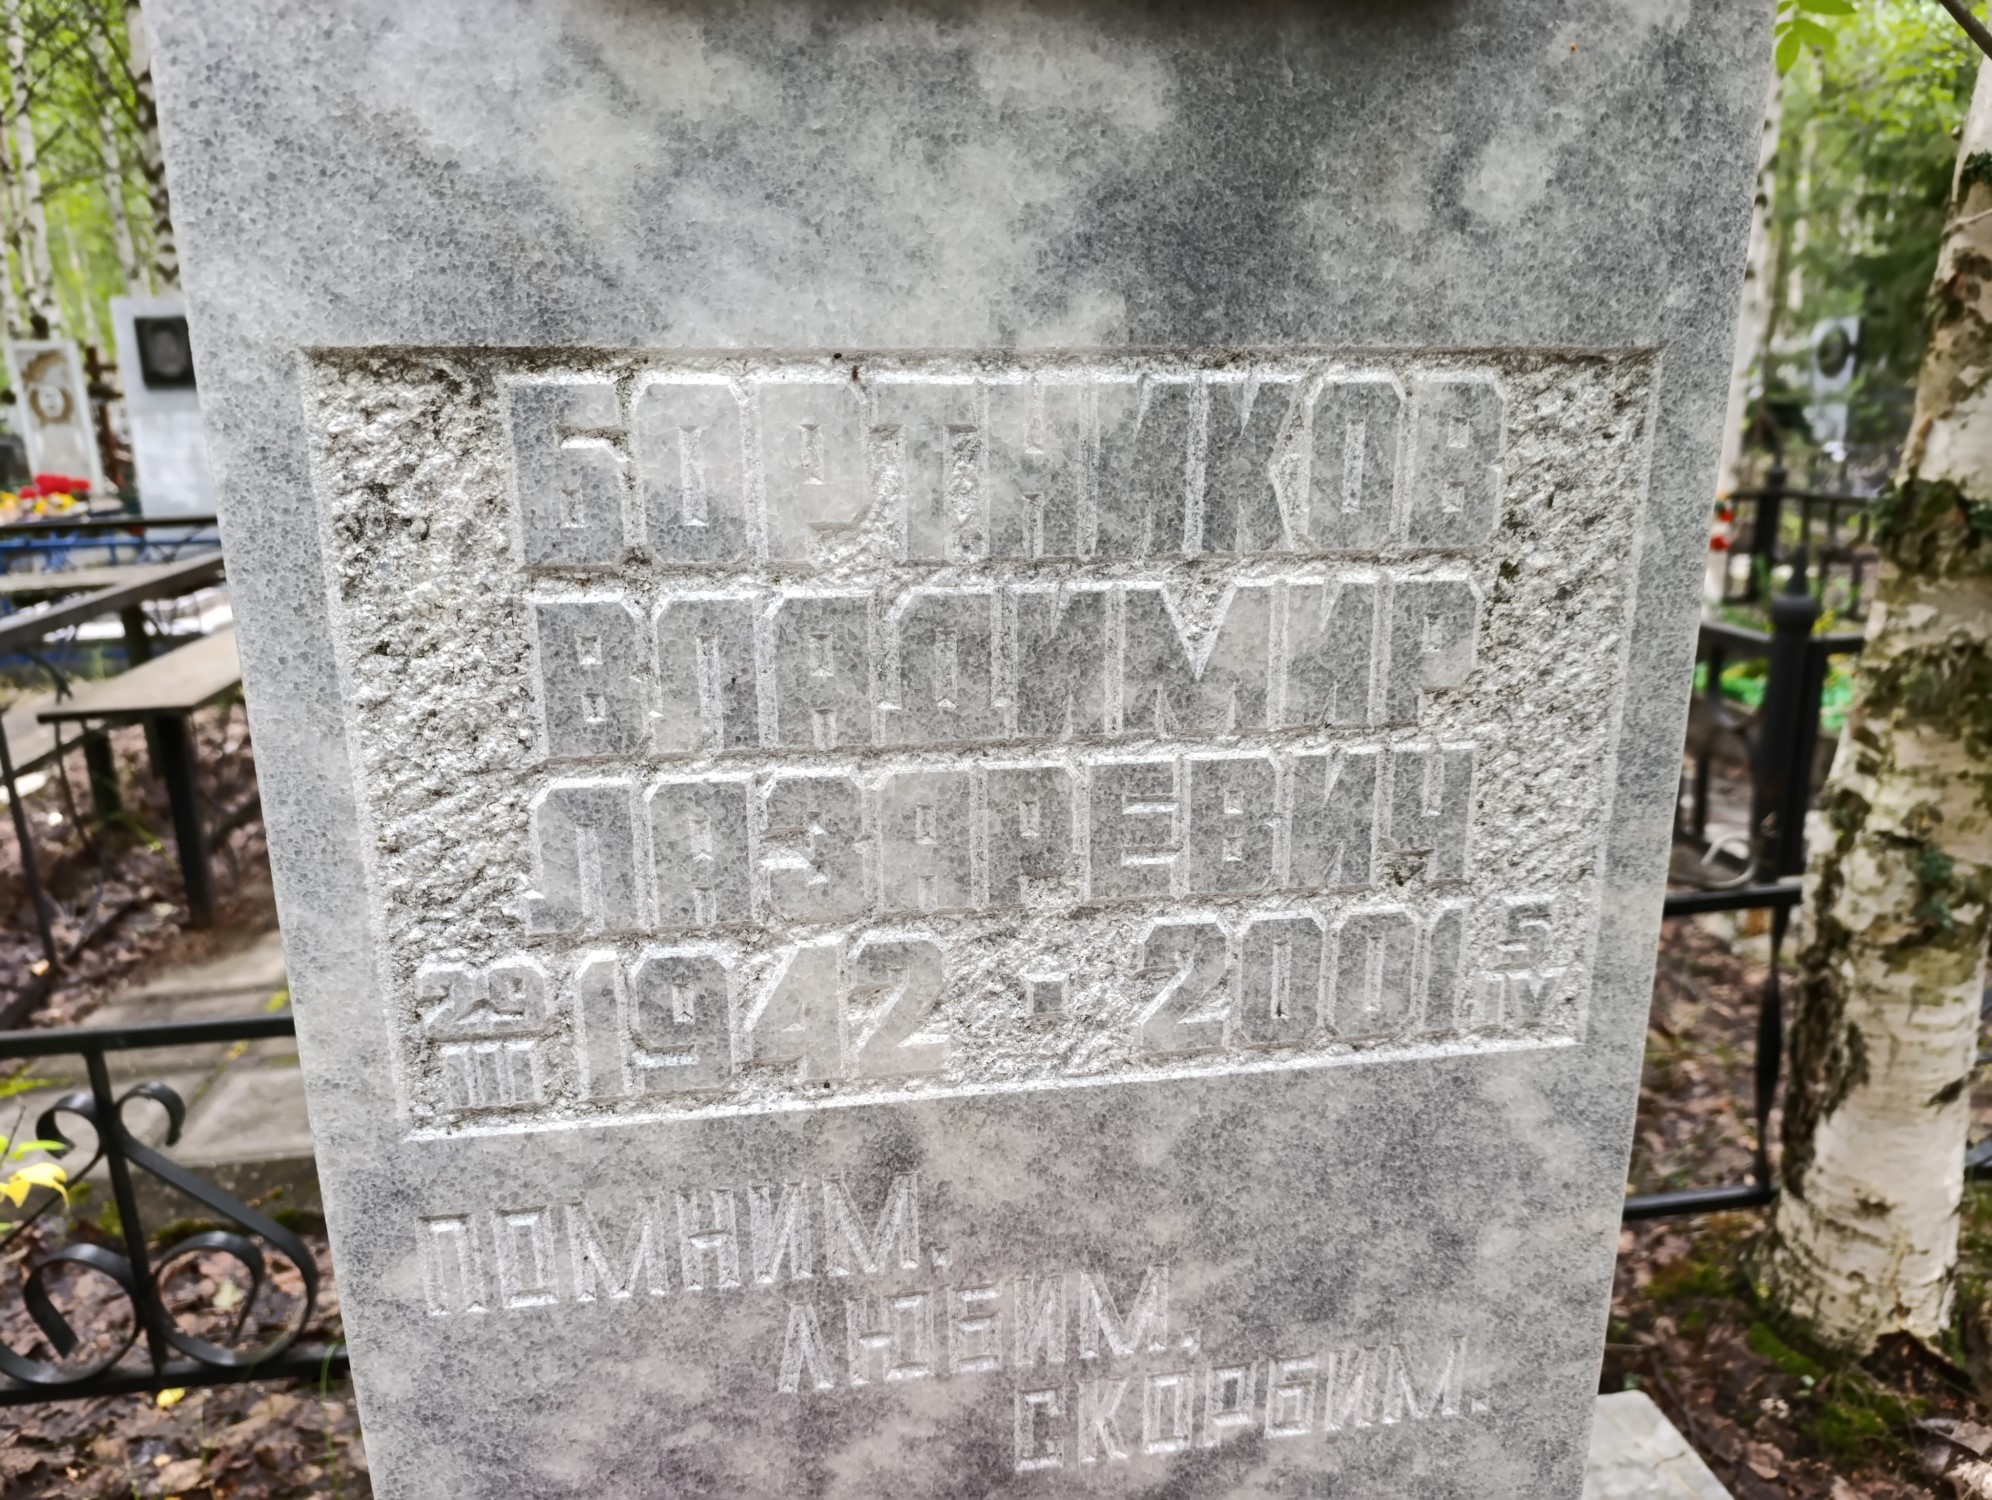 БОРТНИКОВ
ВЛАДИМИР
ЛАЗАРЕВИЧ
29 III 1942 - 2001 5 IV
ПОМНИМ.
ЛЮБИМ.
СКОРБИМ.